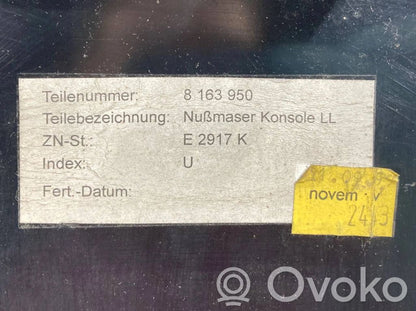 Teilenummer: 8 163 950
Teilebezeichnung: Nußmaser Konsole LL
ZN-St.: E 2917 K
Index: U
Fert.-Datum:
novem
Ovoko